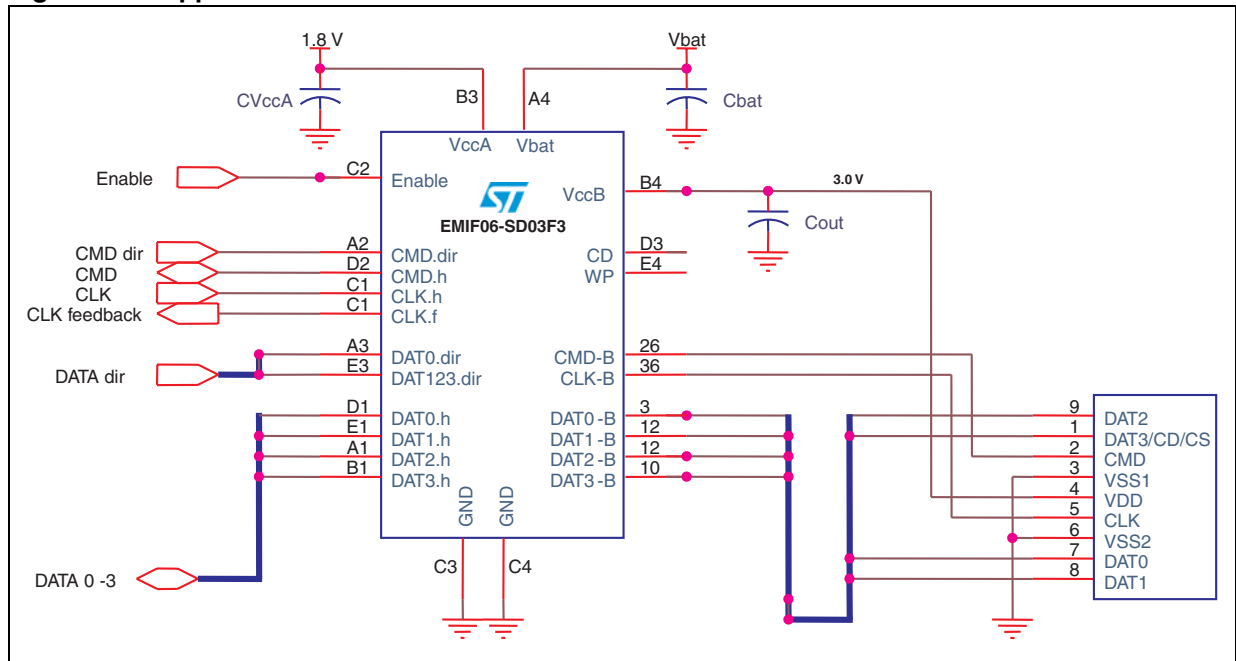 1.8 V
Vbat
CVccA
B3
A4
Cbat
VccA
Vbat
Enable
C2
Enable
VccB
B4
3.0 V
ST
EMIF06-SD03F3
Cout
CMD dir
A2
CMD.dir
CD
D3
CMD
D2
CMD.h
WP
E4
CLK
C1
CLK.h
CLK feedback
C1
CLK.f
A3
DAT0.dir
CMD-B
26
DATA dir
E3
DAT123.dir
CLK-B
36
D1
DAT0.h
DAT0-B
3
E1
DAT1.h
DAT1-B
12
A1
DAT2.h
DAT2-B
12
B1
DAT3.h
DAT3-B
10
GND
GND
C3
C4
DATA 0 -3
9
DAT2
1
DAT3/CD/CS
2
CMD
3
VSS1
4
VDD
5
CLK
6
VSS2
7
DAT0
8
DAT1